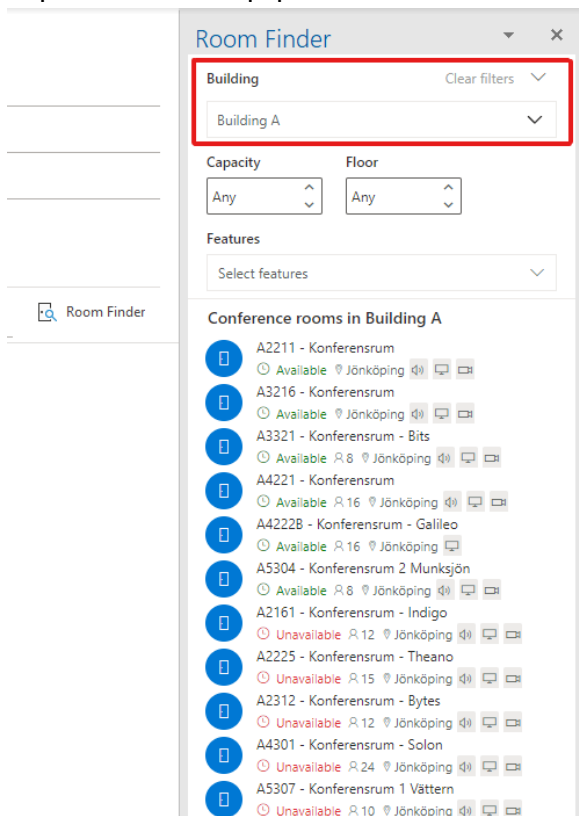 Room Finder
Building Clear filters
Building A
Capacity Floor
Any Any
Features
Select features
Room Finder
Conference rooms in Building A
A2211 - Konferensrum
Available Jönköping
A3216 - Konferensrum
Available Jönköping
A3321 - Konferensrum - Bits
Available 8 Jönköping
A4221 - Konferensrum
Available 16 Jönköping
A4222B - Konferensrum - Galileo
Available 16 Jönköping
A5304 - Konferensrum 2 Munksjön
Available 8 Jönköping
A2161 - Konferensrum - Indigo
Unavailable 12 Jönköping
A2225 - Konferensrum - Theano
Unavailable 15 Jönköping
A2312 - Konferensrum - Bytes
Unavailable 12 Jönköping
A4301 - Konferensrum - Solon
Unavailable 24 Jönköping
A5307 - Konferensrum 1 Vättern
Unavailable 10 Jönköping